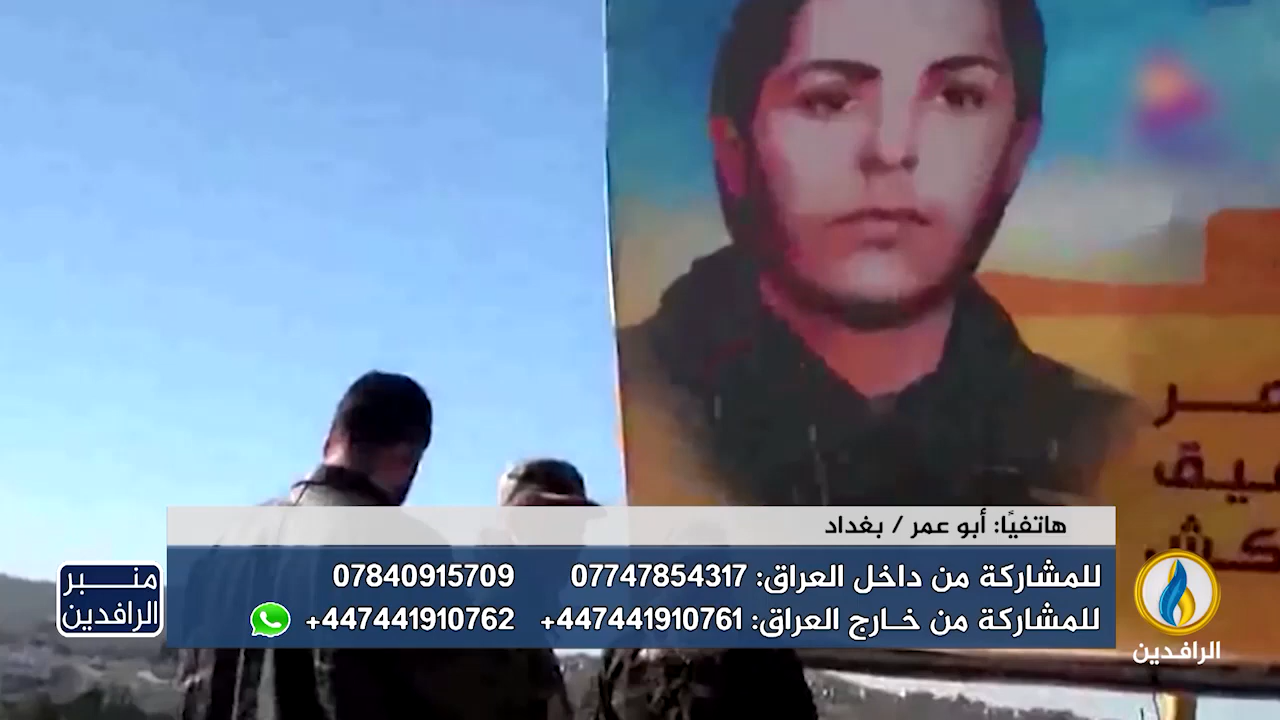 هاتفيًا: أبو عمر / بغداد
للمشاركة من داخل العراق: 07747854317 07840915709
للمشاركة من خارج العراق: 447441910761+ 447441910762+
منبر
الرافدين
الرافدين